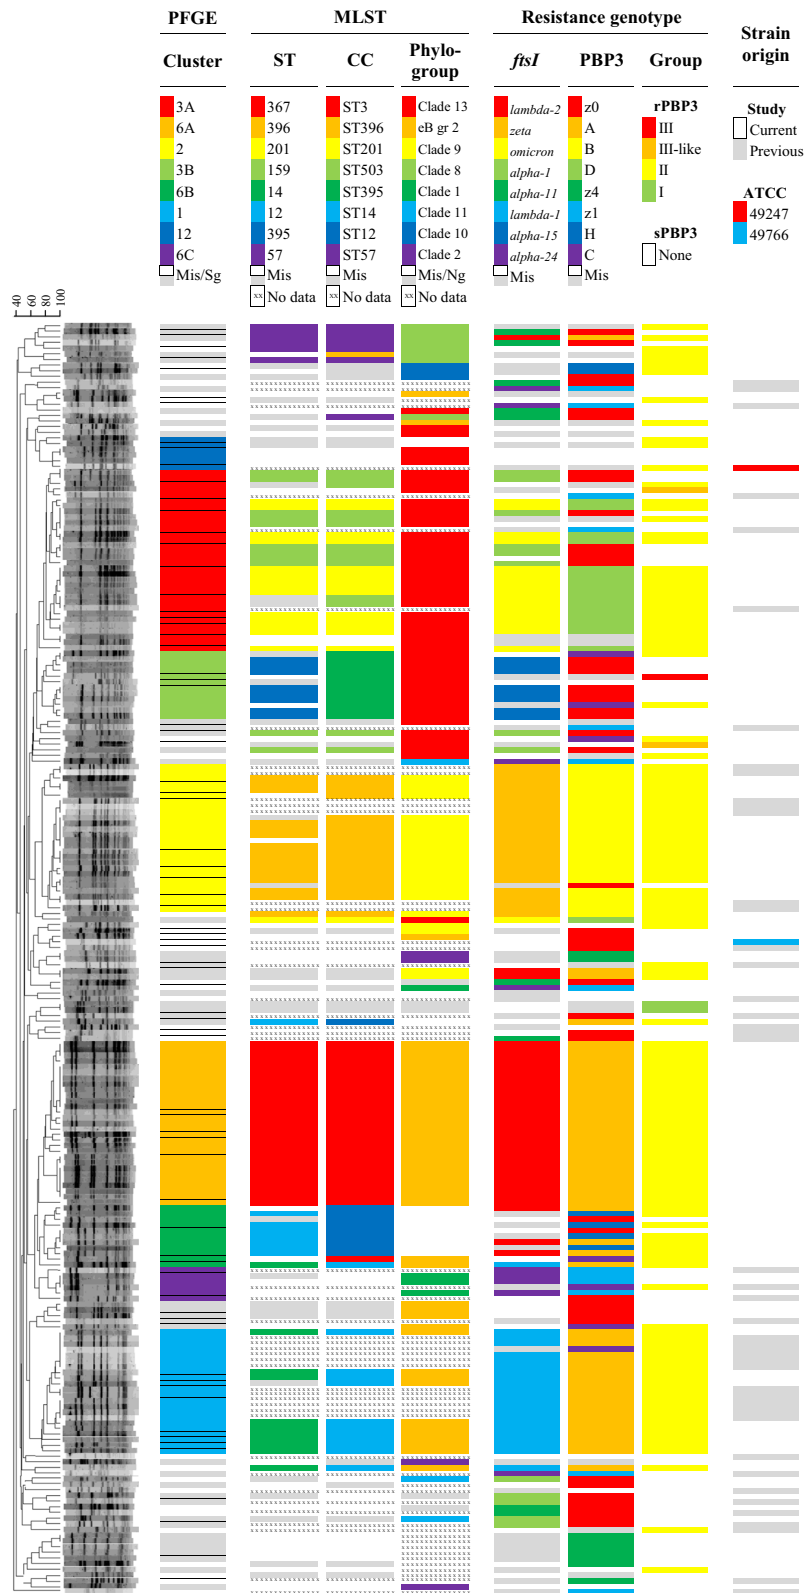 PFGE MLST Resistance genotype Strain origin
Cluster ST CC Phylo-group ftsI PBP3 Group
3A 367 ST3 Clade 13 lambda-2 z0 rPBP3 Study
6A 396 ST396 eB gr 2 zeta A III Current
2 201 ST201 Clade 9 omicron B III-like Previous
3B 159 ST503 Clade 8 alpha-1 D II
6B 14 ST395 Clade 1 alpha-11 z4 I ATCC
1 12 ST14 Clade 11 lambda-1 z1 49247
12 395 ST12 Clade 10 alpha-15 H sPBP3 49766
6C 57 ST57 Clade 2 alpha-24 C None
Mis/Sg Mis Mis Mis/Ng Mis Mis
xx No data xx No data xx No data
40 60 80 100